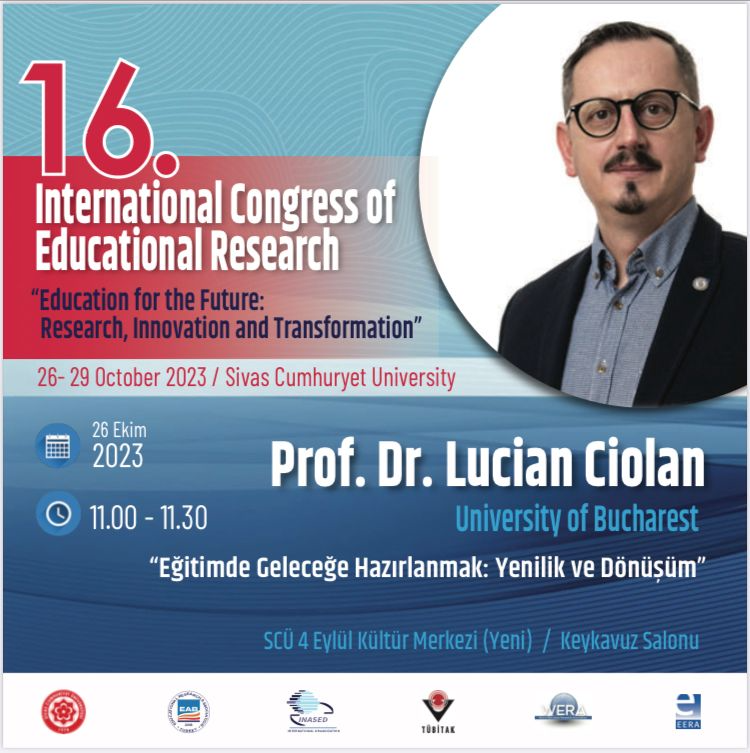 16.
International Congress of
Educational Research
“Education for the Future:
Research, Innovation and Transformation”
26- 29 October 2023 / Sivas Cumhuryet University
26 Ekim
2023
11.00 - 11.30
Prof. Dr. Lucian Ciolan
University of Bucharest
“Eğitimde Geleceğe Hazırlanmak: Yenilik ve Dönüşüm”
SCÜ 4 Eylül Kültür Merkezi (Yeni) / Keykavuz Salonu
EAB
INASED
TÜBİTAK
WERA
EERA